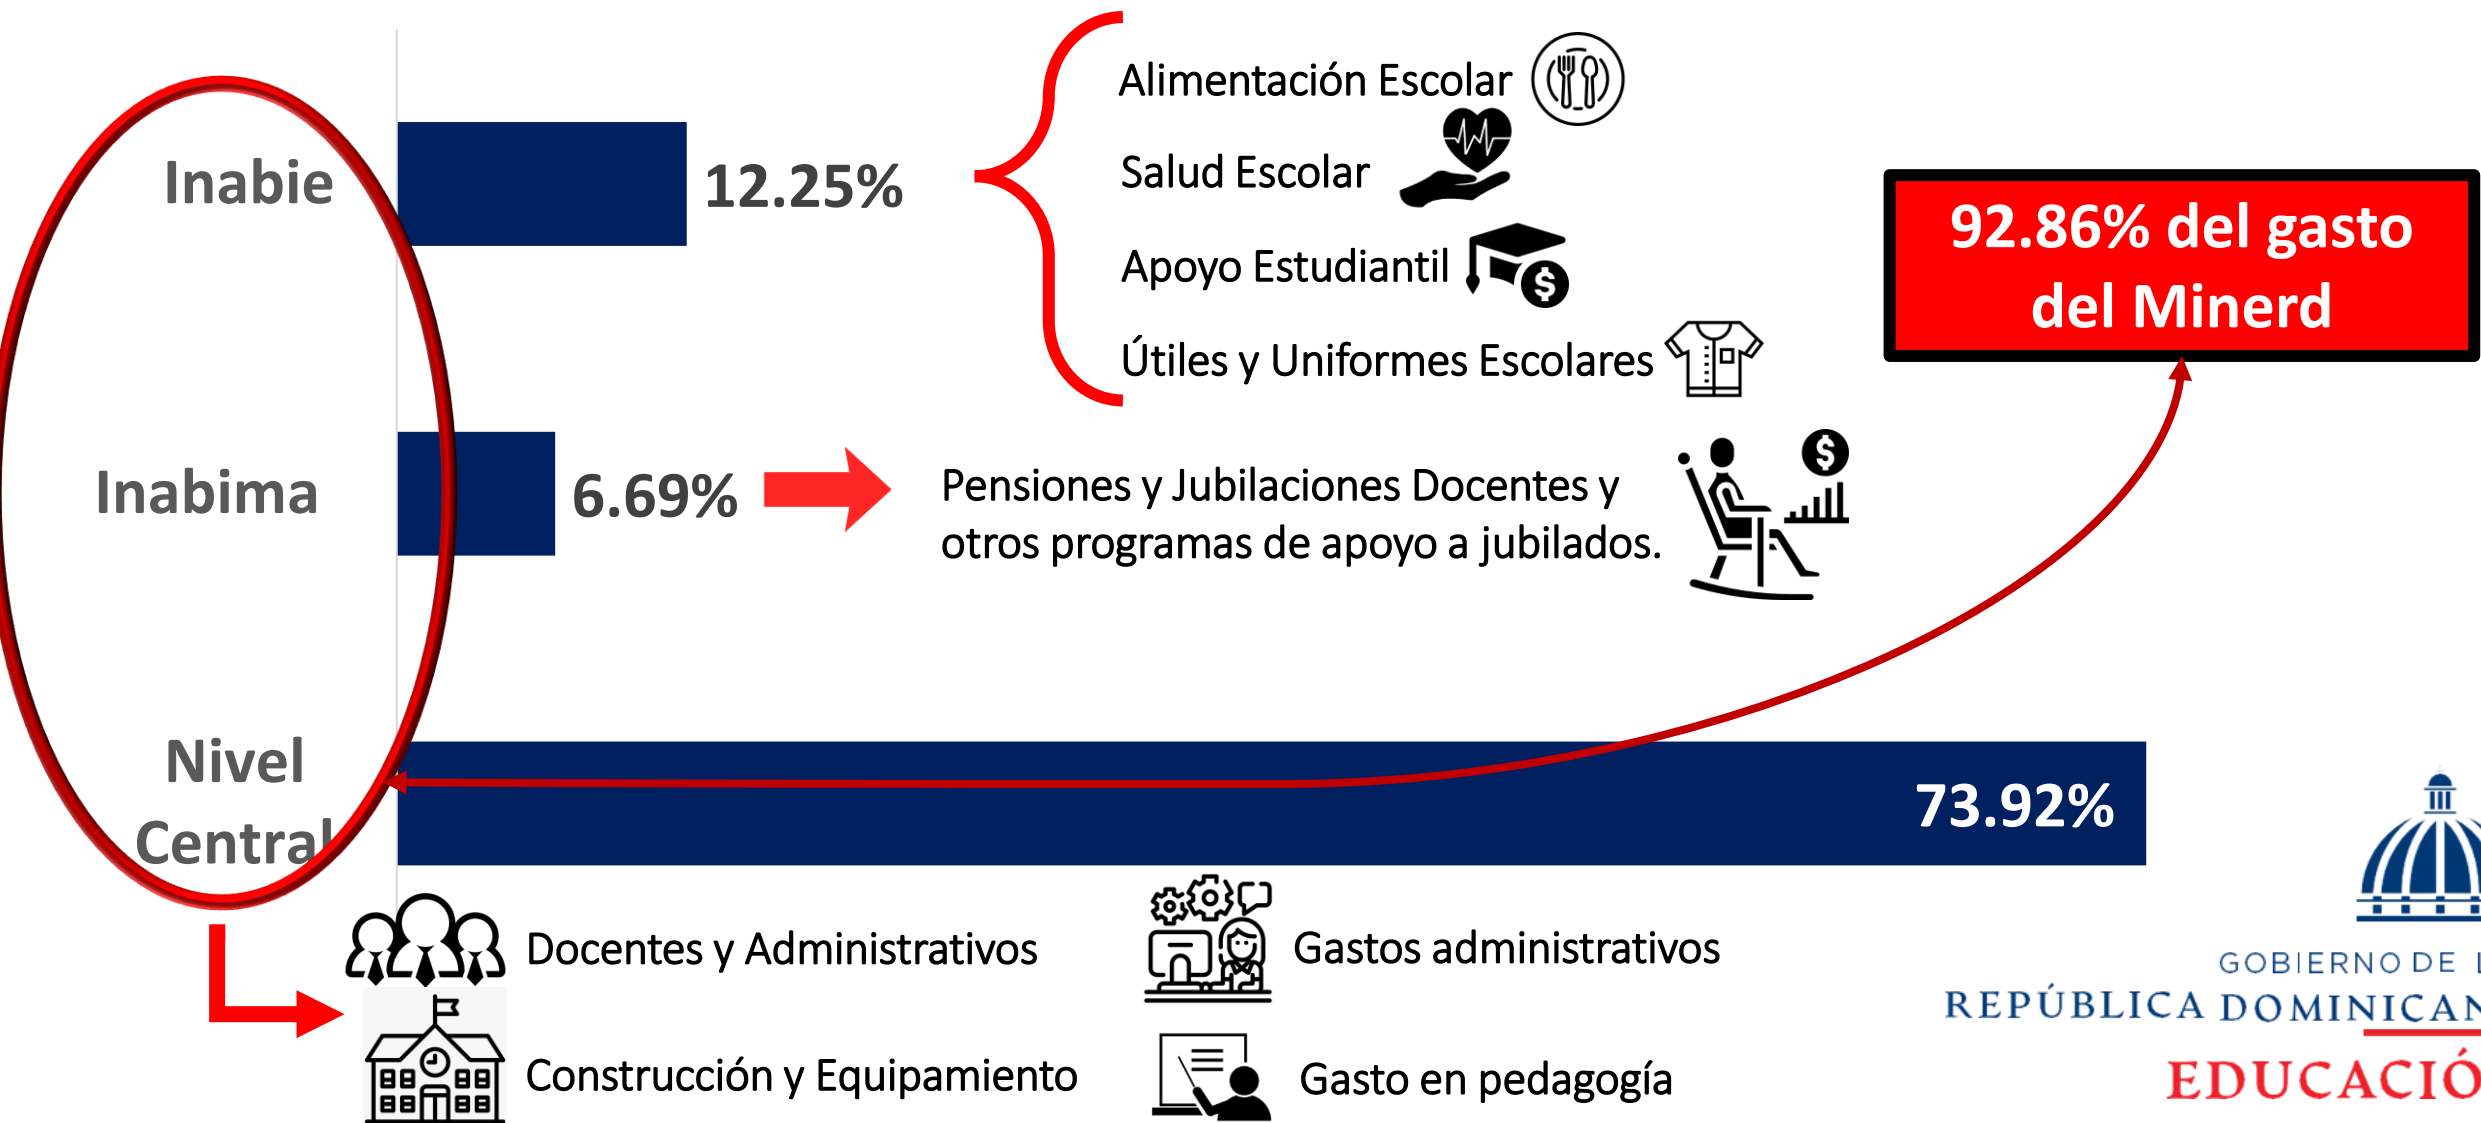 Inabie
12.25%
Alimentación Escolar
Salud Escolar
Apoyo Estudiantil
Útiles y Uniformes Escolares
92.86% del gasto
del Minerd
Inabima
6.69%
Pensiones y Jubilaciones Docentes y
otros programas de apoyo a jubilados.
Nivel
Central
73.92%
Docentes y Administrativos
Gastos administrativos
Construcción y Equipamiento
Gasto en pedagogía
GOBIERNO DE L
REPÚBLICA DOMINICAN
EDUCACIÓ